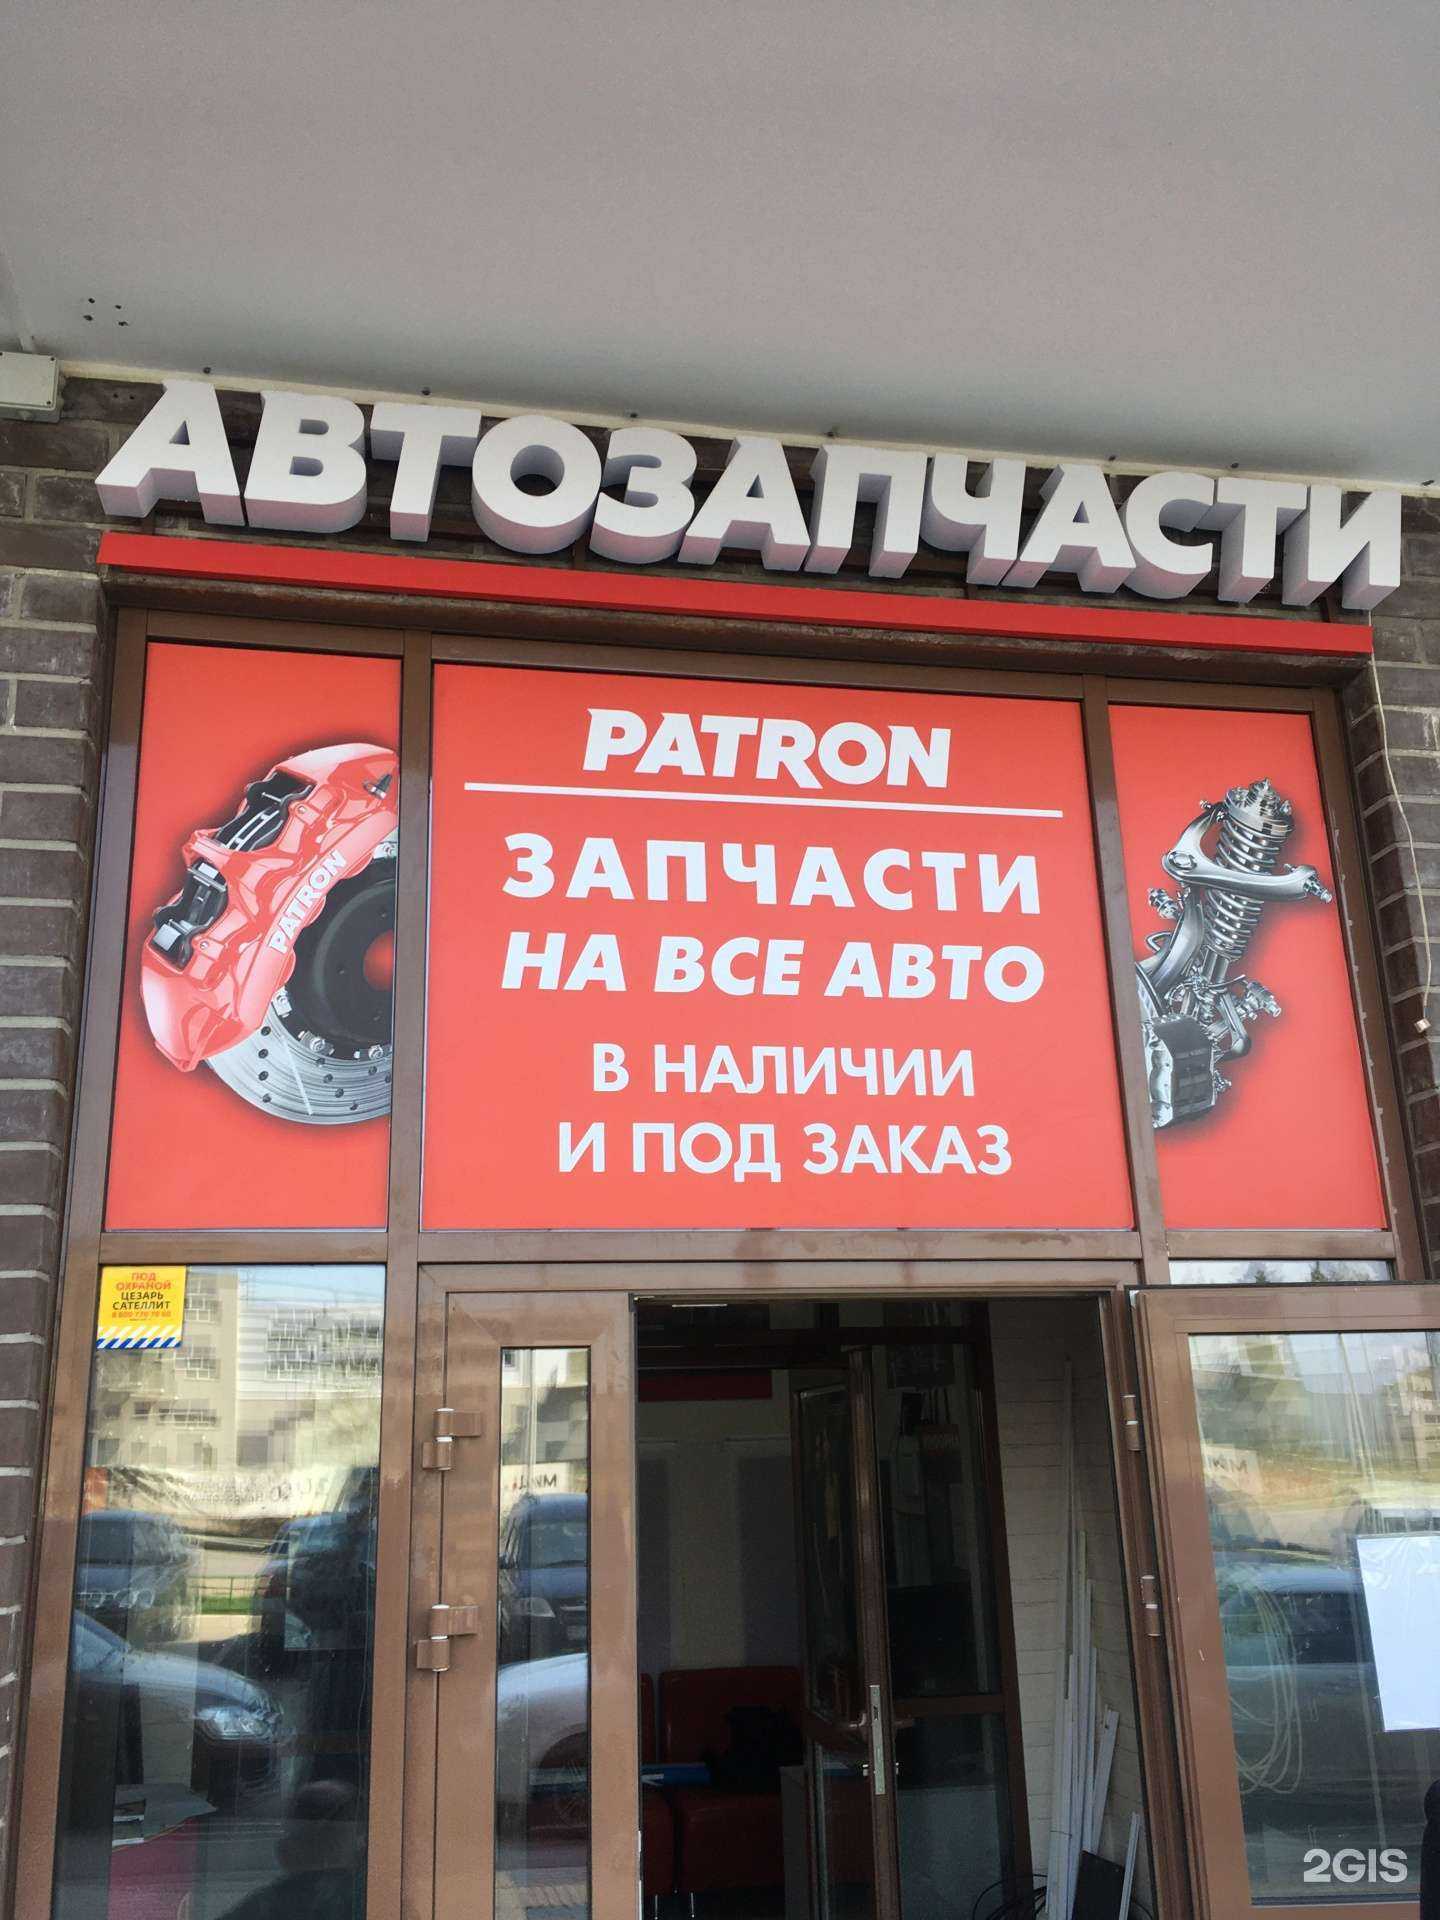 АВТОЗАПЧАСТИ
PATRON
ЗАПЧАСТИ
НА ВСЕ АВТО
В НАЛИЧИИ
И ПОД ЗАКАЗ
PATRON
ПОД
ОХРАНОЙ
ЦЕЗАРЬ
САТЕЛЛИТ
2GIS